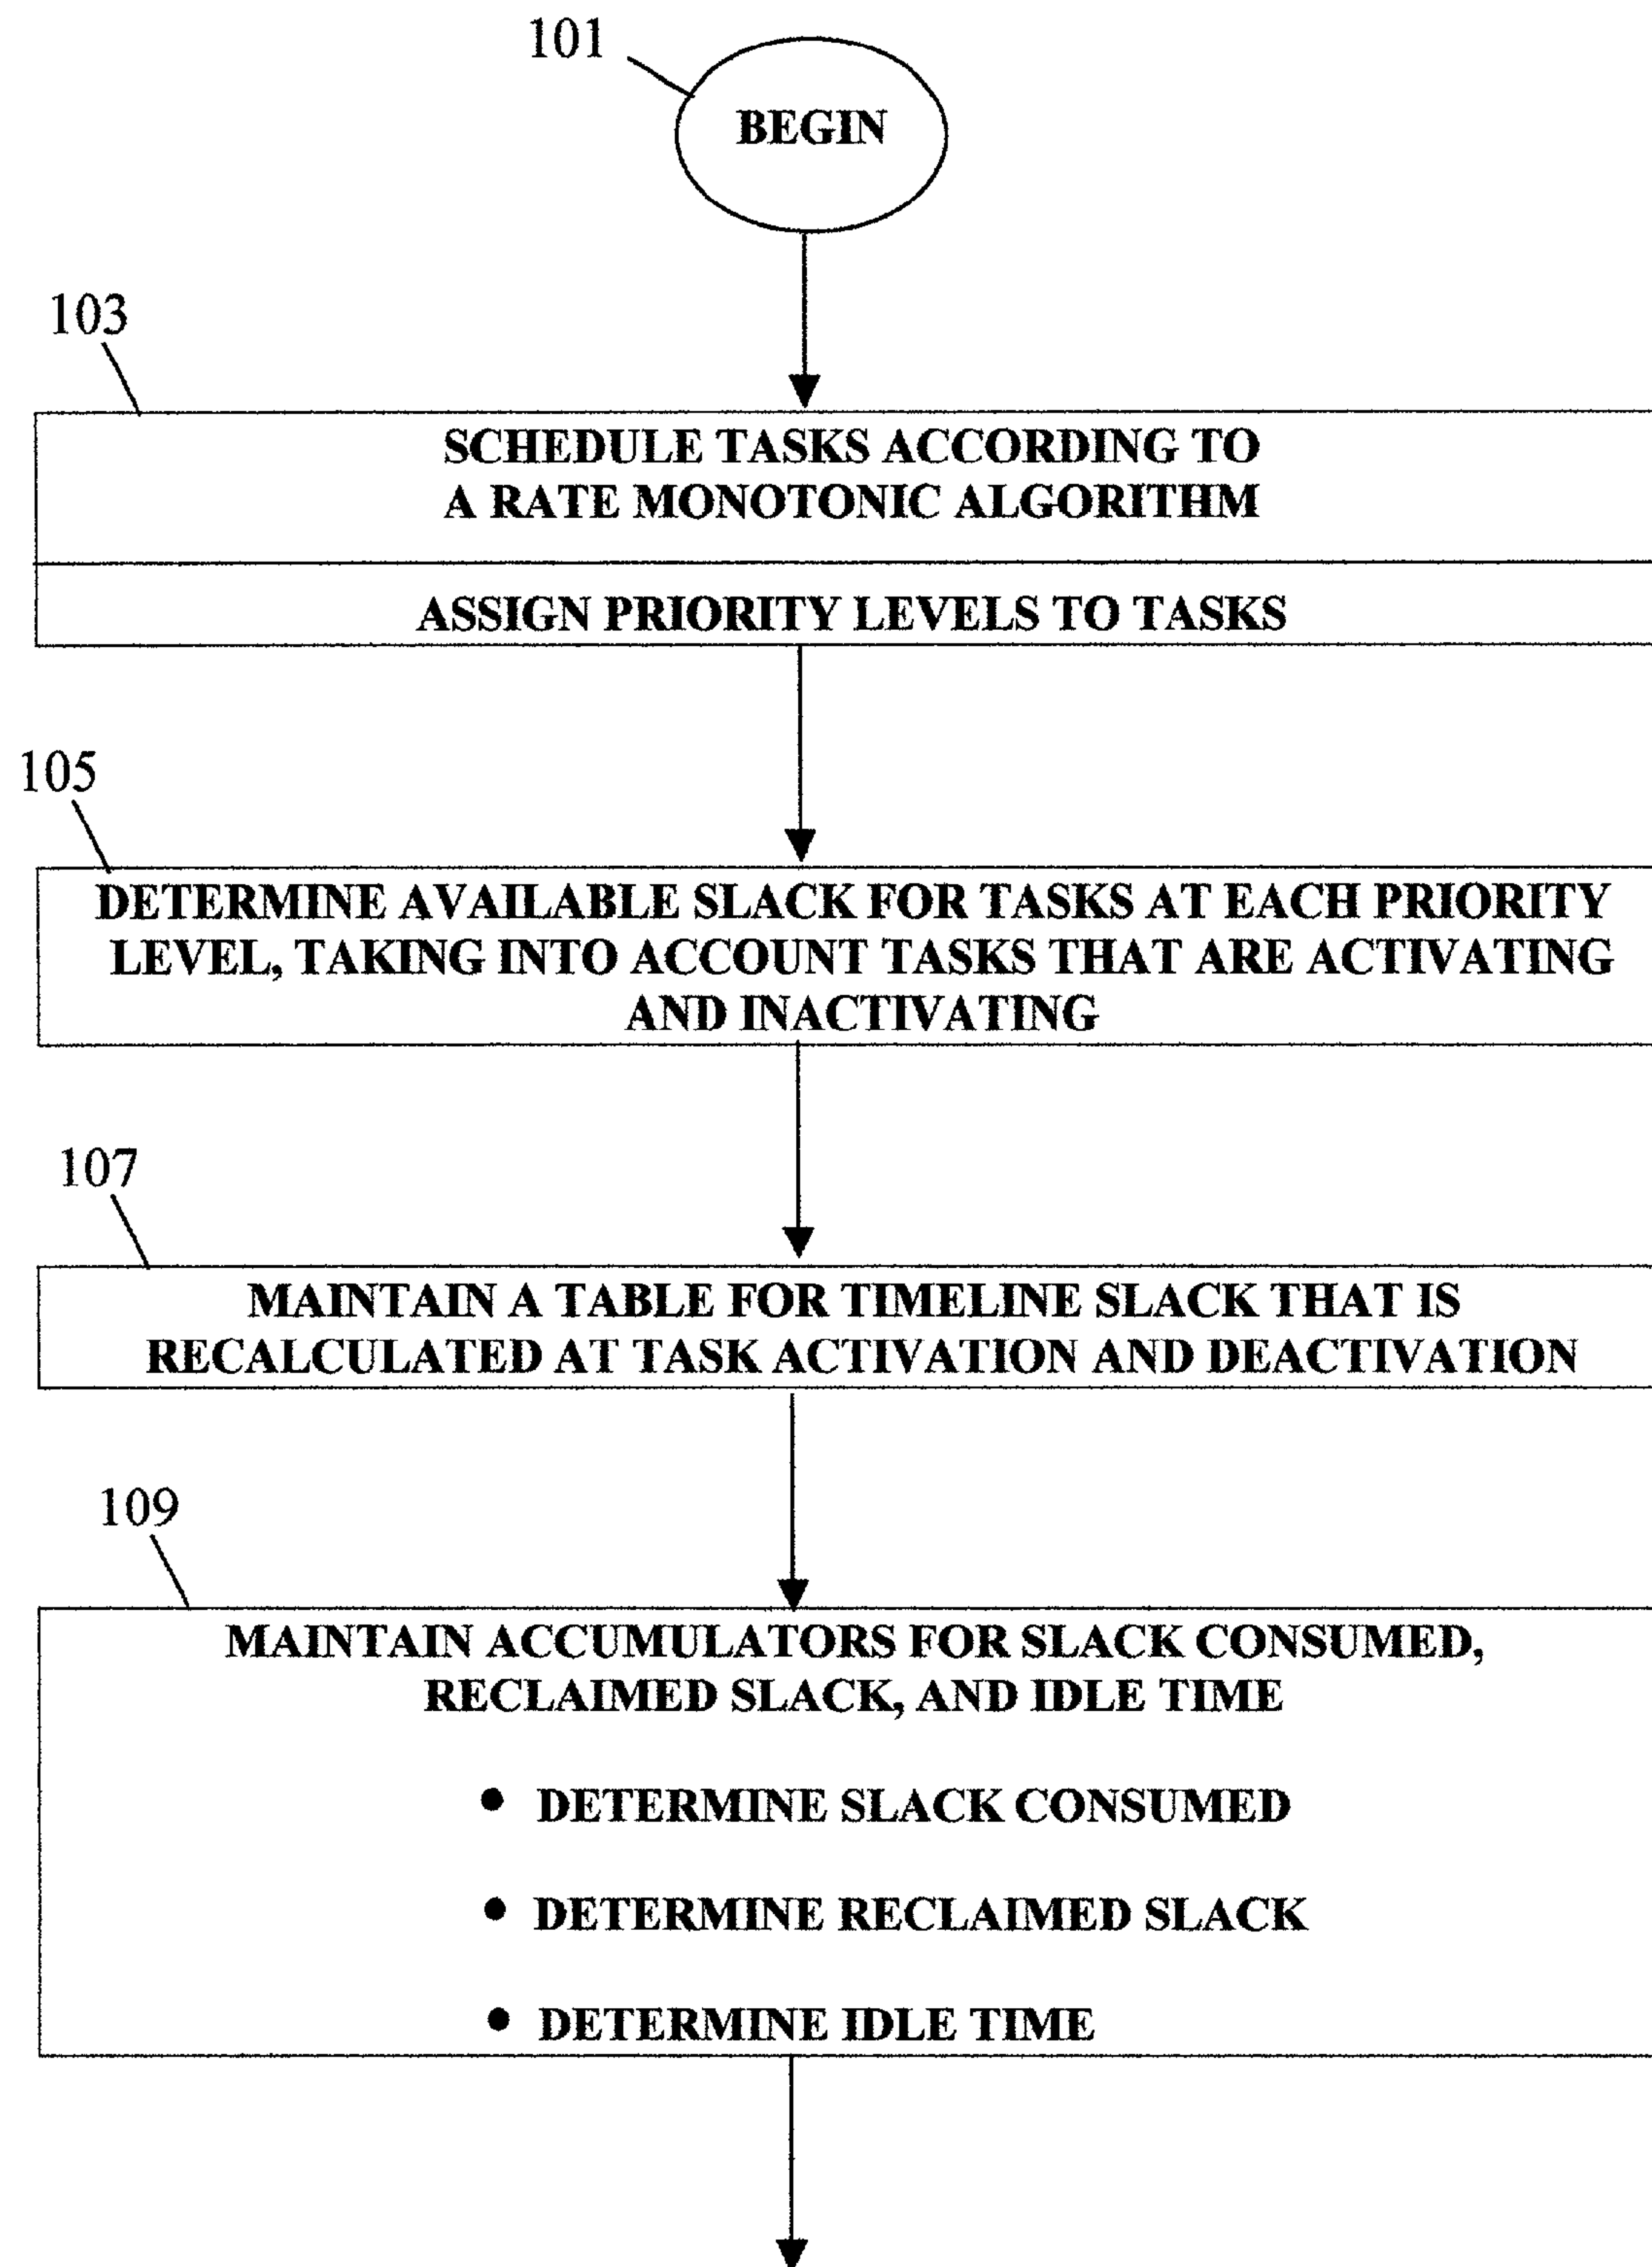 101
BEGIN
103
SCHEDULE TASKS ACCORDING TO
A RATE MONOTONIC ALGORITHM
ASSIGN PRIORITY LEVELS TO TASKS
105
DETERMINE AVAILABLE SLACK FOR TASKS AT EACH PRIORITY
LEVEL, TAKING INTO ACCOUNT TASKS THAT ARE ACTIVATING
AND INACTIVATING
107
MAINTAIN A TABLE FOR TIMELINE SLACK THAT IS
RECALCULATED AT TASK ACTIVATION AND DEACTIVATION
109
MAINTAIN ACCUMULATORS FOR SLACK CONSUMED,
RECLAIMED SLACK, AND IDLE TIME
• DETERMINE SLACK CONSUMED
• DETERMINE RECLAIMED SLACK
• DETERMINE IDLE TIME